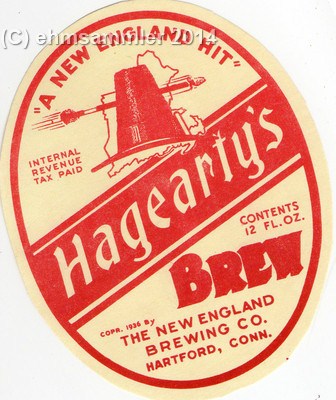 (C) ehmsammler 2014
"A NEW ENGLAND HIT"
INTERNAL
REVENUE
TAX PAID
Hagearty's
CONTENTS
12 FL. OZ.
BREW
COPR. 1936 BY
THE NEW ENGLAND
BREWING CO.
HARTFORD, CONN.